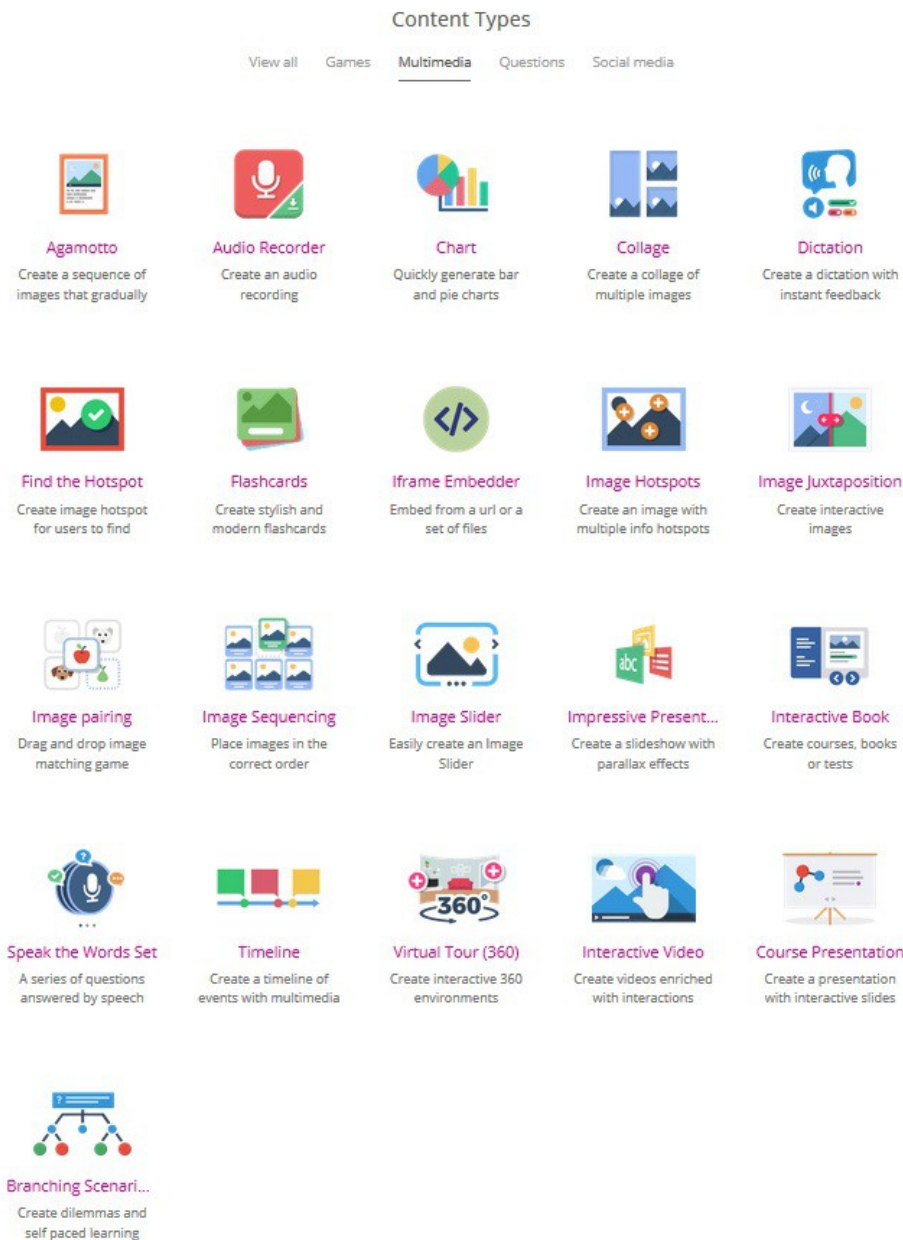 Content Types
View all Games Multimedia Questions Social media
Agamotto
Create a sequence of
images that gradually
Audio Recorder
Create an audio
recording
Chart
Quickly generate bar
and pie charts
Collage
Create a collage of
multiple images
Dictation
Create a dictation with
instant feedback
Find the Hotspot
Create image hotspot
for users to find
Flashcards
Create stylish and
modern flashcards
</>
Iframe Embedder
Embed from a url or a
set of files
Image Hotspots
Create an image with
multiple info hotspots
Image Juxtaposition
Create interactive
images
Image pairing
Drag and drop image
matching game
Image Sequencing
Place images in the
correct order
Image Slider
Easily create an Image
Slider
abc
Impressive Present...
Create a slideshow with
parallax effects
Interactive Book
Create courses, books
or tests
?
Speak the Words Set
A series of questions
answered by speech
Timeline
Create a timeline of
events with multimedia
360°
Virtual Tour (360)
Create interactive 360
environments
Interactive Video
Create videos enriched
with interactions
Course Presentation
Create a presentation
with interactive slides
?
Branching Scenari...
Create dilemmas and
self paced learning